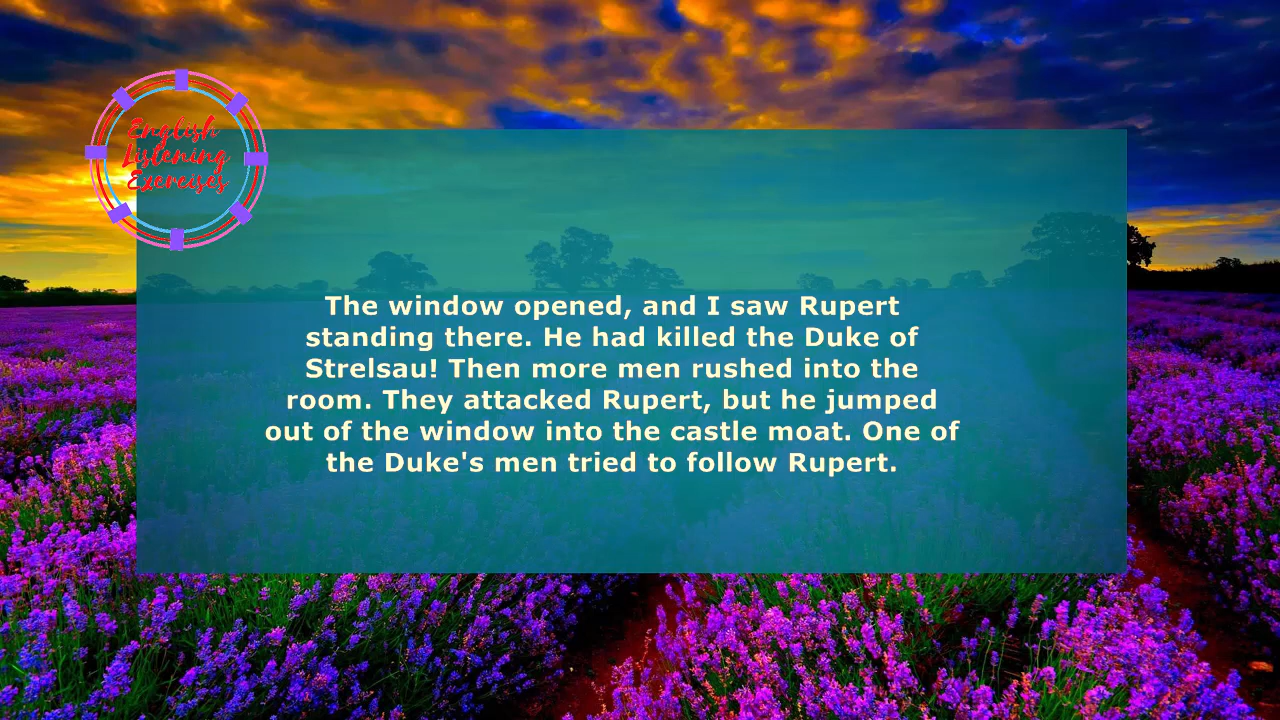 English
Listening
Exercises
The window opened, and I saw Rupert
standing there. He had killed the Duke of
Strelsau! Then more men rushed into the
room. They attacked Rupert, but he jumped
out of the window into the castle moat. One of
the Duke's men tried to follow Rupert.